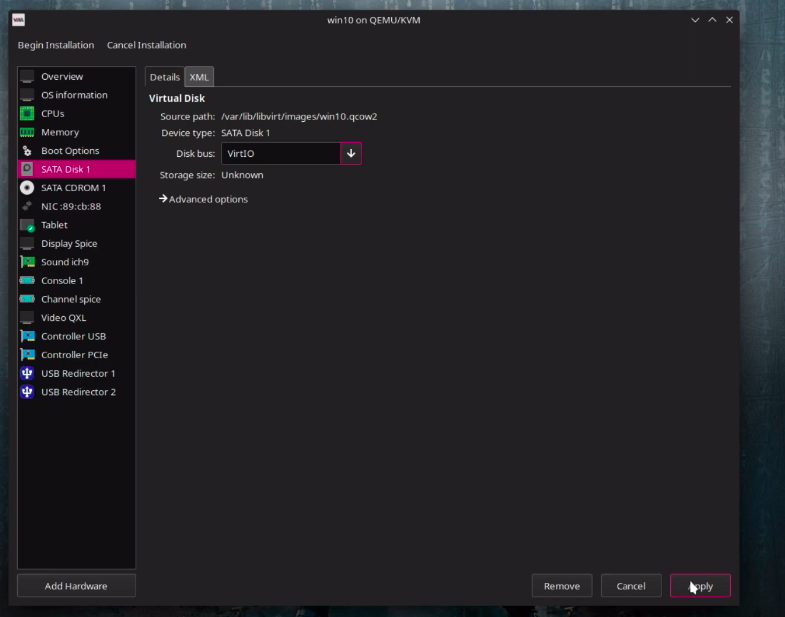 win10 on QEMU/KVM
Begin Installation Cancel Installation
Overview
OS information
CPUs
Memory
Boot Options
SATA Disk 1
SATA CDROM 1
NIC :89:cb:88
Tablet
Display Spice
Sound ich9
Console 1
Channel spice
Video QXL
Controller USB
Controller PCIe
USB Redirector 1
USB Redirector 2
Add Hardware
Details XML
Virtual Disk
Source path: /var/lib/libvirt/images/win10.qcow2
Device type: SATA Disk 1
Disk bus: VirtIO
Storage size: Unknown
Advanced options
Remove Cancel Apply